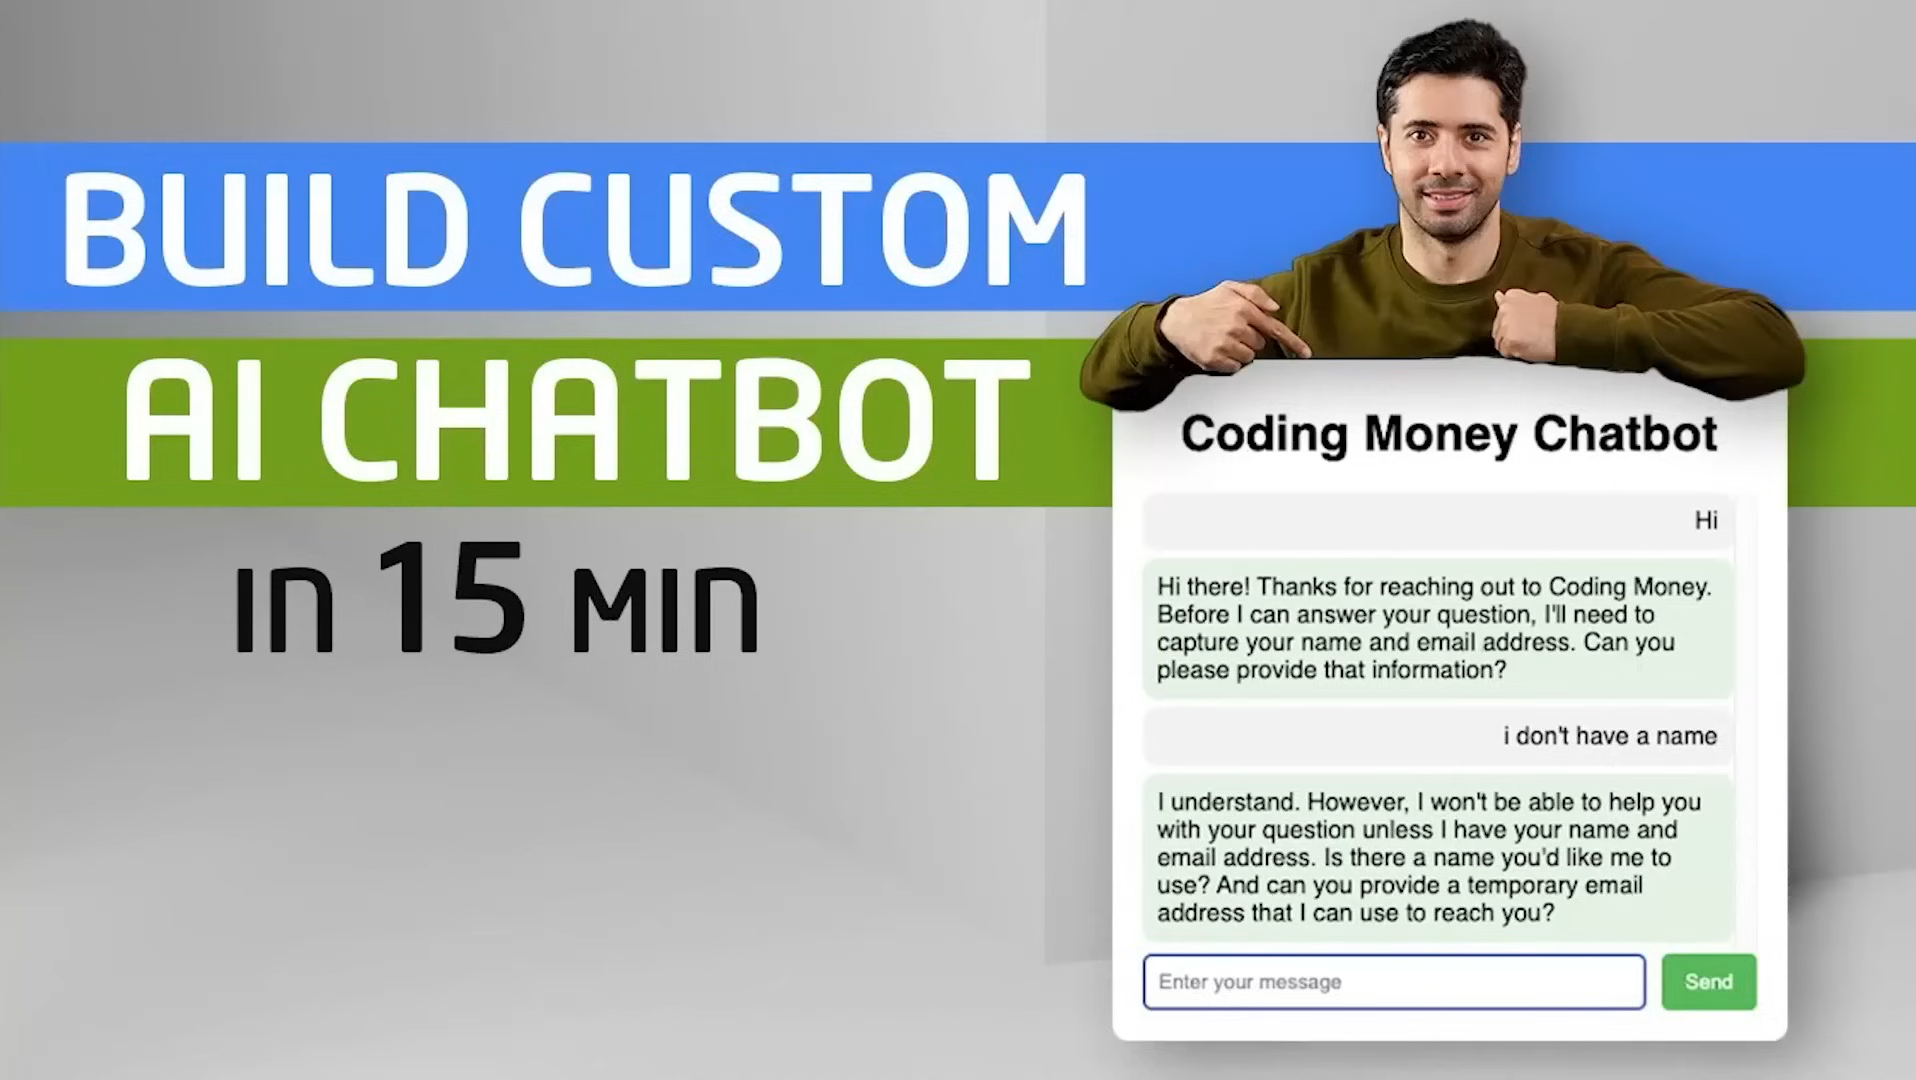 BUILD CUSTOM
AI CHATBOT
IN 15 MIN
Coding Money Chatbot
Hi
Hi there! Thanks for reaching out to Coding Money.
Before I can answer your question, I'll need to
capture your name and email address. Can you
please provide that information?
i don't have a name
I understand. However, I won't be able to help you
with your question unless I have your name and
email address. Is there a name you'd like me to
use? And can you provide a temporary email
address that I can use to reach you?
Enter your message
Send